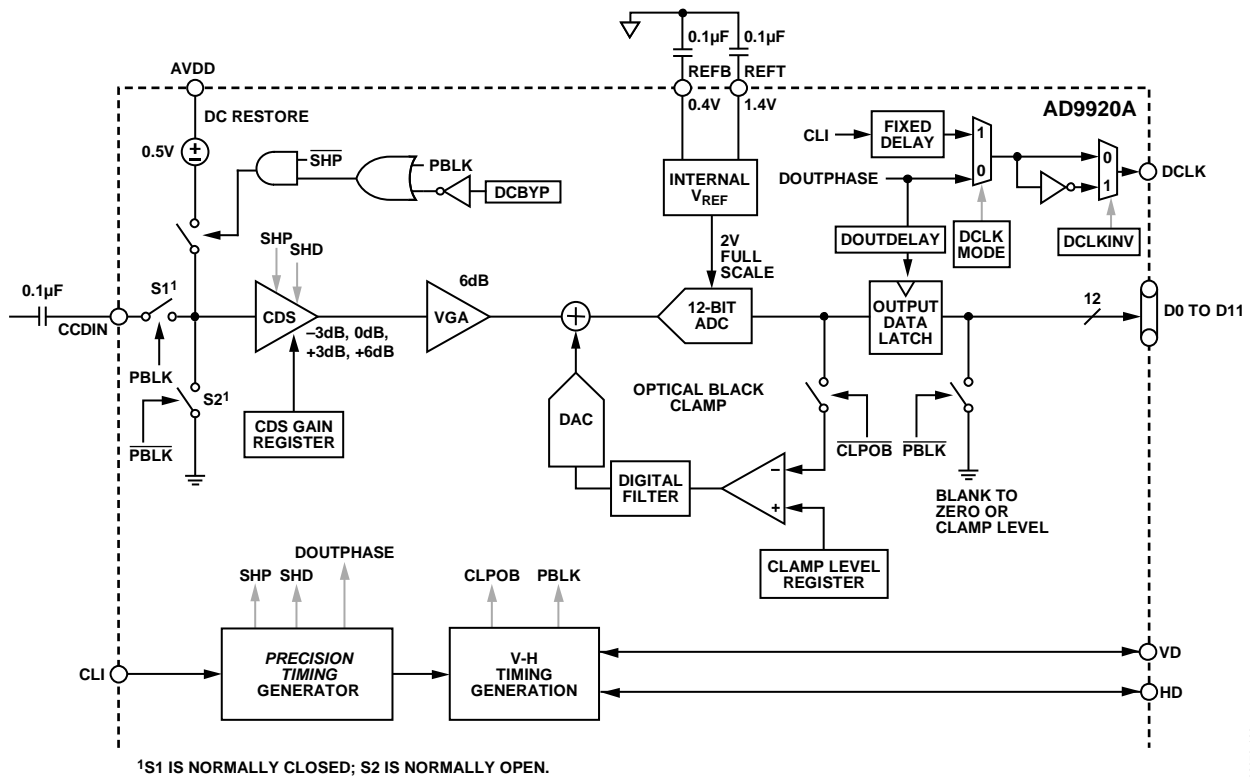 0.1µF 0.1µF
REFB REFT
AVDD
0.4V 1.4V
AD9920A
DC RESTORE
CLI
FIXED
DELAY
1
0
0.5V
SHP
PBLK
DCBYP
INTERNAL
VREF
DOUTPHASE
0
1
DCLK
SHP
SHD
2V
FULL
SCALE
DOUTDELAY
DCLK
MODE
DCLKINV
0.1µF
CCDIN
S1¹
6dB
CDS
–3dB, 0dB,
+3dB, +6dB
VGA
12-BIT
ADC
OUTPUT
DATA
LATCH
12
D0 TO D11
PBLK
S2¹
PBLK
CDS GAIN
REGISTER
DAC
OPTICAL BLACK
CLAMP
CLPOB
PBLK
DIGITAL
FILTER
–
+
BLANK TO
ZERO OR
CLAMP LEVEL
CLAMP LEVEL
REGISTER
DOUTPHASE
SHP SHD
CLPOB PBLK
CLI
PRECISION
TIMING
GENERATOR
V-H
TIMING
GENERATION
VD
HD
¹S1 IS NORMALLY CLOSED; S2 IS NORMALLY OPEN.